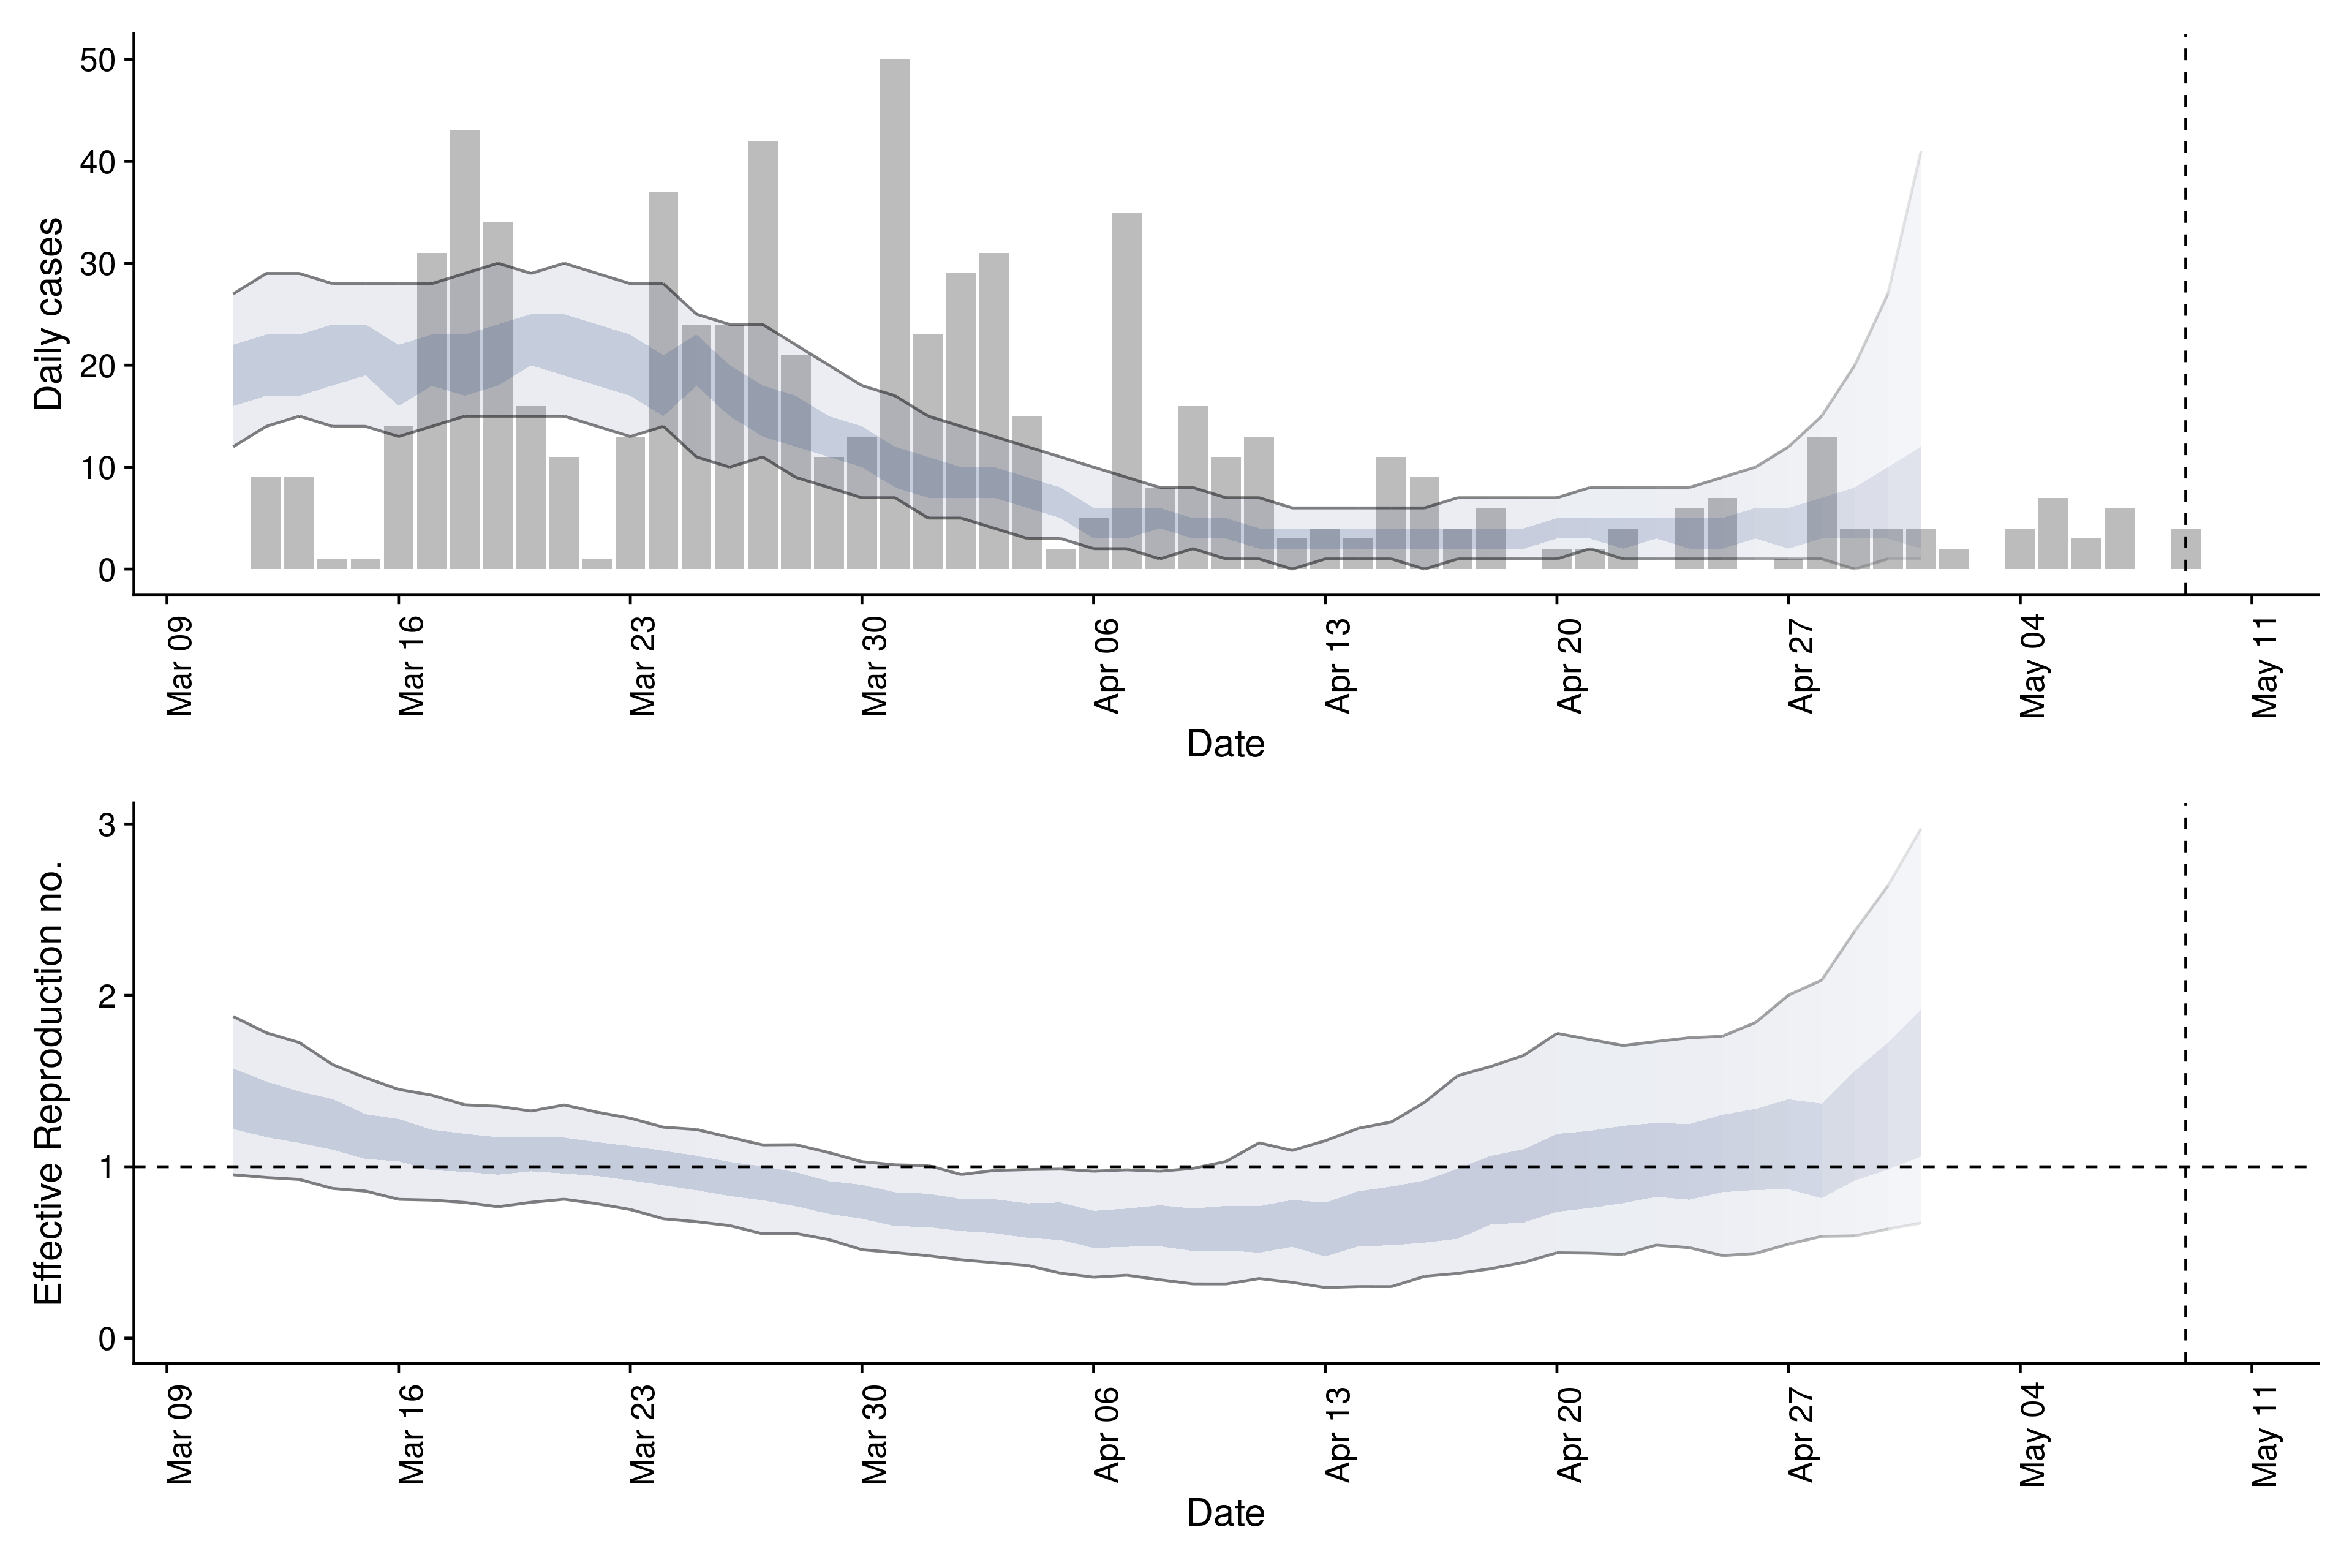 Daily cases
50
40
30
20
10
0
Mar 09
Mar 16
Mar 23
Mar 30
Apr 06
Apr 13
Apr 20
Apr 27
May 04
May 11
Date
Effective Reproduction no.
3
2
1
0
Mar 09
Mar 16
Mar 23
Mar 30
Apr 06
Apr 13
Apr 20
Apr 27
May 04
May 11
Date